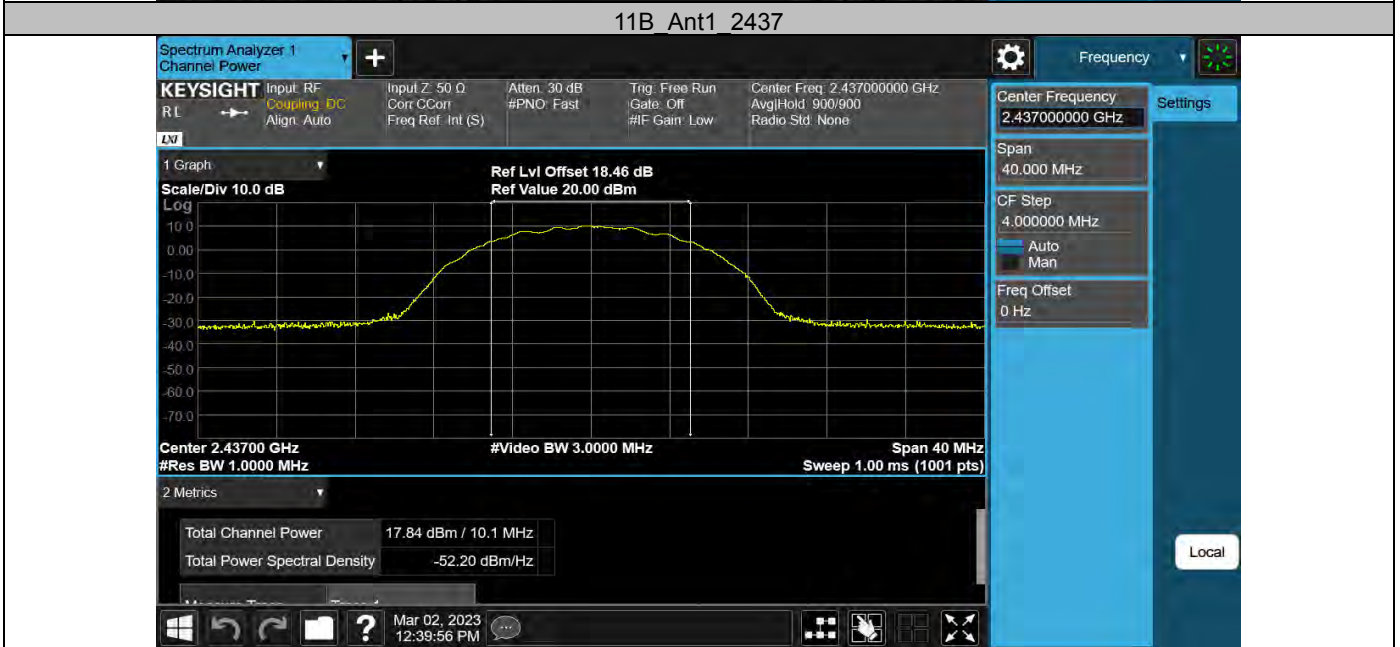 11B_Ant1_2437
Spectrum Analyzer 1
Channel Power
+
Frequency
KEYSIGHT
RL
LXI
Input: RF
Coupling: DC
Align: Auto
Input Z: 50 Ω
Corr CCorr
Freq Ref: Int (S)
Atten: 30 dB
#PNO: Fast
Trig: Free Run
Gate: Off
#IF Gain: Low
Center Freq: 2.437000000 GHz
Avg|Hold: 900/900
Radio Std: None
Center Frequency
2.437000000 GHz
Settings
Span
40.000 MHz
CF Step
4.000000 MHz
Auto
Man
Freq Offset
0 Hz
1 Graph
Scale/Div 10.0 dB
Ref Lvl Offset 18.46 dB
Ref Value 20.00 dBm
Log
10.0
0.00
-10.0
-20.0
-30.0
-40.0
-50.0
-60.0
-70.0
Center 2.43700 GHz
#Video BW 3.0000 MHz
Span 40 MHz
#Res BW 1.0000 MHz
Sweep 1.00 ms (1001 pts)
2 Metrics
Total Channel Power 17.84 dBm / 10.1 MHz
Total Power Spectral Density -52.20 dBm/Hz
Local
?
Mar 02, 2023
12:39:56 PM